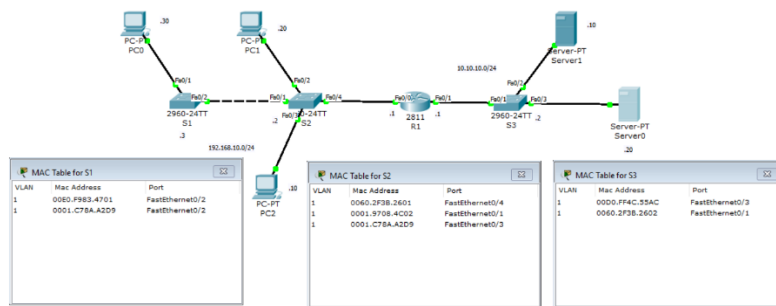 .30
.20
.10
PC-PT
PC0
PC-PT
PC1
Server-PT
Server1
10.10.10.0/24
Fa0/1
Fa0/2
Fa0/2
Fa0/2
Fa0/1
Fa0/4
Fa0/1
Fa0/1
Fa0/3
2960-24TT
S1
S2
2811
R1
2960-24TT
S3
Server-PT
Server0
.3
.2
.1
.1
.2
.20
192.168.10.0/24
.10
PC-PT
PC2
MAC Table for S1
VLAN Mac Address Port
1 00E0.F983.4701 FastEthernet0/2
1 0001.C78A.A2D9 FastEthernet0/2
MAC Table for S2
VLAN Mac Address Port
1 0060.2F3B.2601 FastEthernet0/4
1 0001.9708.4C02 FastEthernet0/1
1 0001.C78A.A2D9 FastEthernet0/3
MAC Table for S3
VLAN Mac Address Port
1 00D0.FF4C.55AC FastEthernet0/3
1 0060.2F3B.2602 FastEthernet0/1